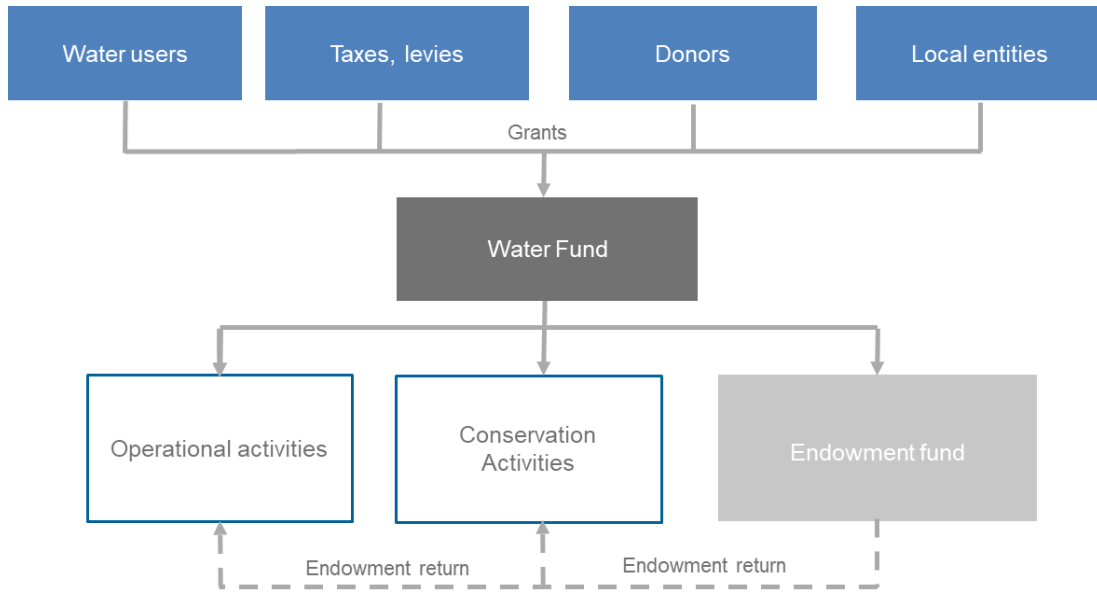 Water users
Taxes, levies
Donors
Local entities
Grants
Water Fund
Operational activities
Conservation
Activities
Endowment fund
Endowment return
Endowment return